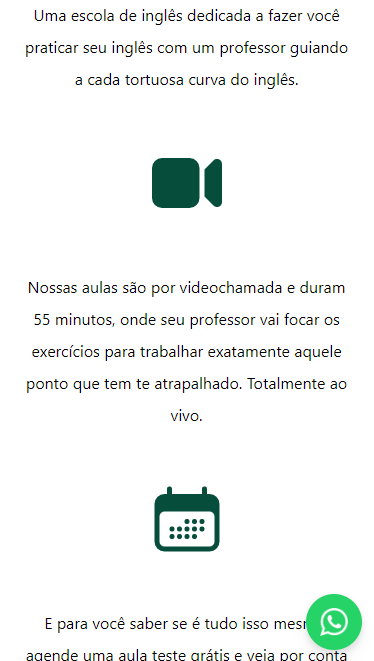 Uma escola de inglês dedicada a fazer você
praticar seu inglês com um professor guiando
a cada tortuosa curva do inglês.
Nossas aulas são por videochamada e duram
55 minutos, onde seu professor vai focar os
exercícios para trabalhar exatamente aquele
ponto que tem te atrapalhado. Totalmente ao
vivo.
E para você saber se é tudo isso
agende uma aula teste grátis e veja por conta